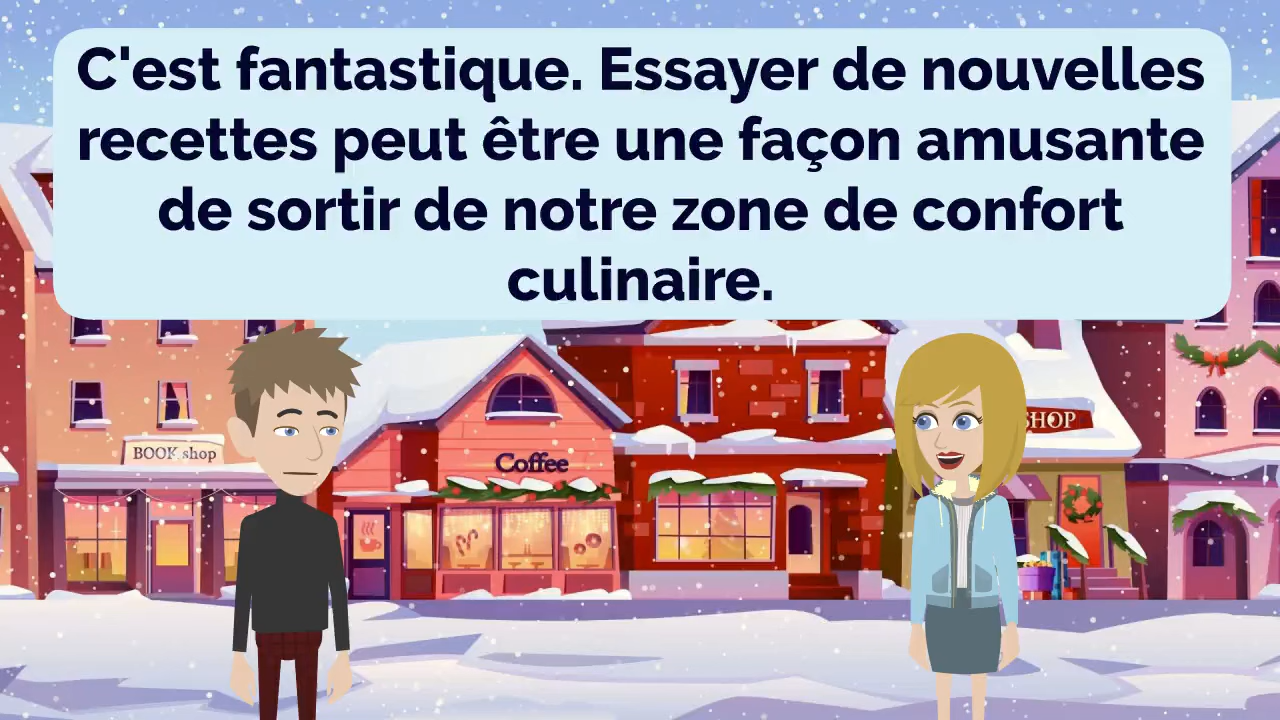 C'est fantastique. Essayer de nouvelles
recettes peut être une façon amusante
de sortir de notre zone de confort
culinaire.
BOOK shop
Coffee
SHOP